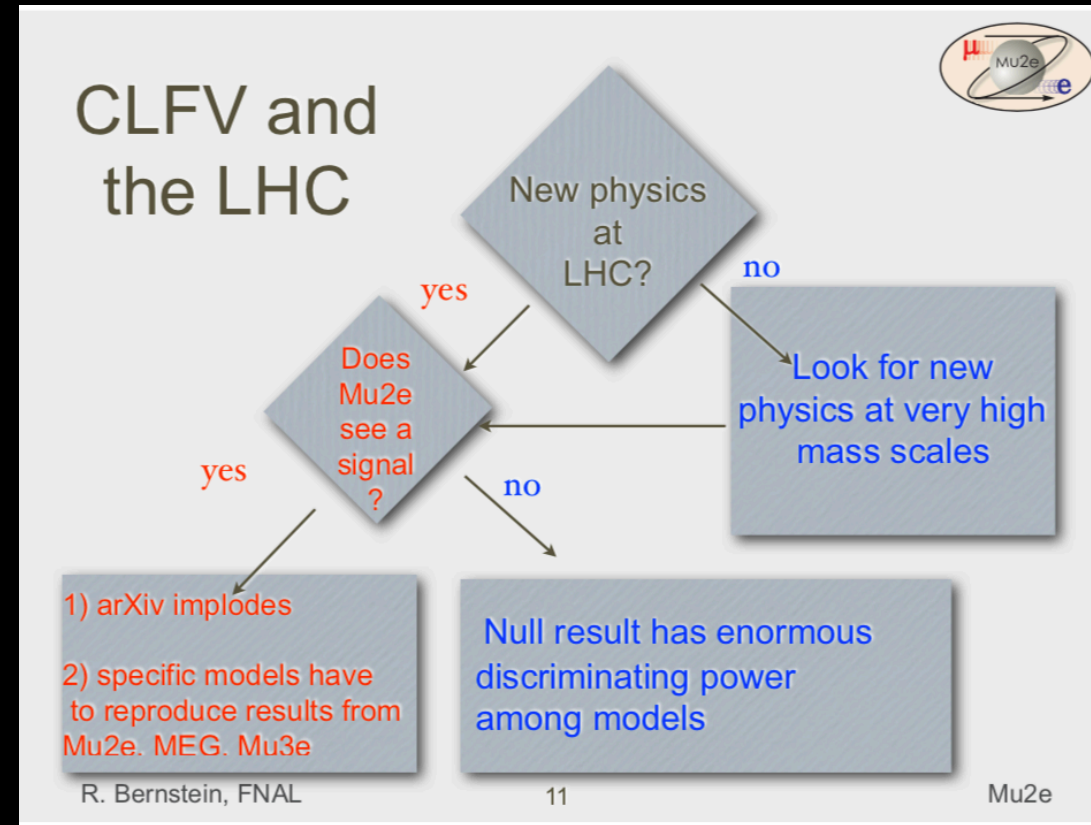 CLFV and
the LHC
μ
MU2e
e
New physics
at
LHC?
yes
no
Does
Mu2e
see a
signal
?
Look for new
physics at very high
mass scales
yes
no
1) arXiv implodes
2) specific models have
to reproduce results from
Mu2e. MEG. Mu3e
Null result has enormous
discriminating power
among models
R. Bernstein, FNAL
11
Mu2e